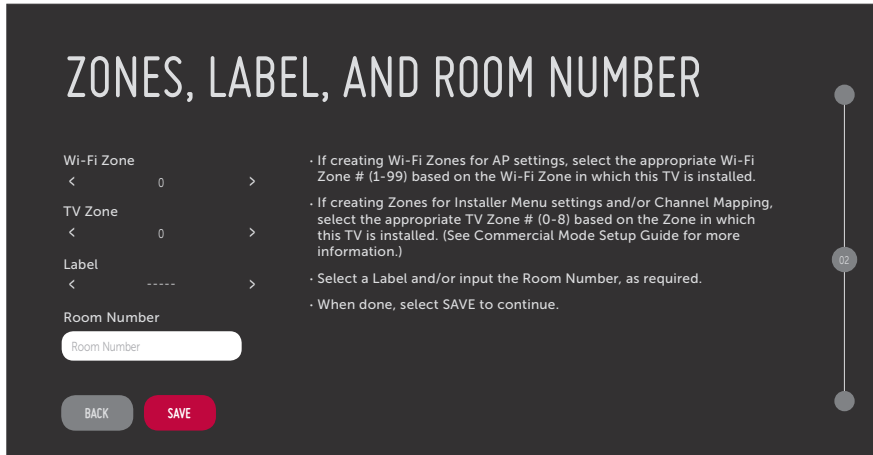 ZONES, LABEL, AND ROOM NUMBER
Wi-Fi Zone
< 0 >
TV Zone
< 0 >
Label
< ----- >
Room Number
Room Number
BACK SAVE
· If creating Wi-Fi Zones for AP settings, select the appropriate Wi-Fi
Zone # (1-99) based on the Wi-Fi Zone in which this TV is installed.
· If creating Zones for Installer Menu settings and/or Channel Mapping,
select the appropriate TV Zone # (0-8) based on the Zone in which
this TV is installed. (See Commercial Mode Setup Guide for more
information.)
· Select a Label and/or input the Room Number, as required.
· When done, select SAVE to continue.
02